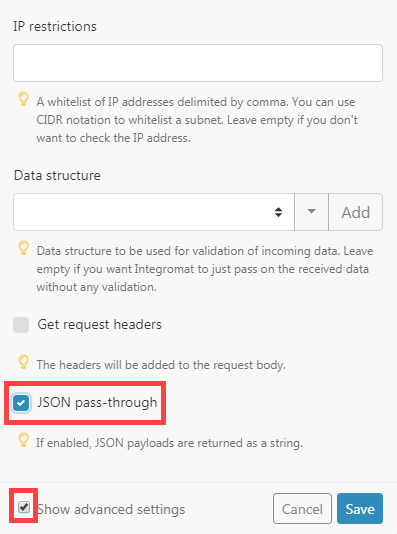 IP restrictions
A whitelist of IP addresses delimited by comma. You can use
CIDR notation to whitelist a subnet. Leave empty if you don't
want to check the IP address.
Data structure
Add
Data structure to be used for validation of incoming data. Leave
empty if you want Integromat to just pass on the received data
without any validation.
Get request headers
The headers will be added to the request body.
JSON pass-through
If enabled, JSON payloads are returned as a string.
Show advanced settings
Cancel
Save